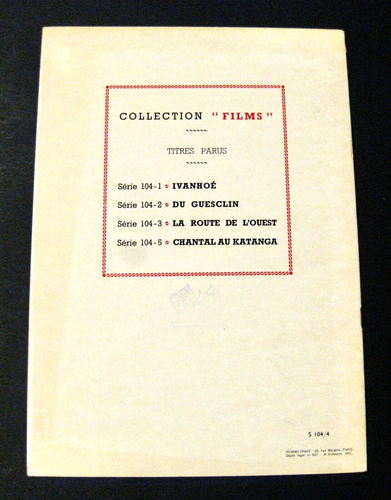 COLLECTION " FILMS "
TITRES PARUS
Série 104-1 IVANHOÉ
Série 104-2 DU GUESCLIN
Série 104-3 LA ROUTE DE L'OUEST
Série 104-5 CHANTAL AU KATANGA
S 104/4